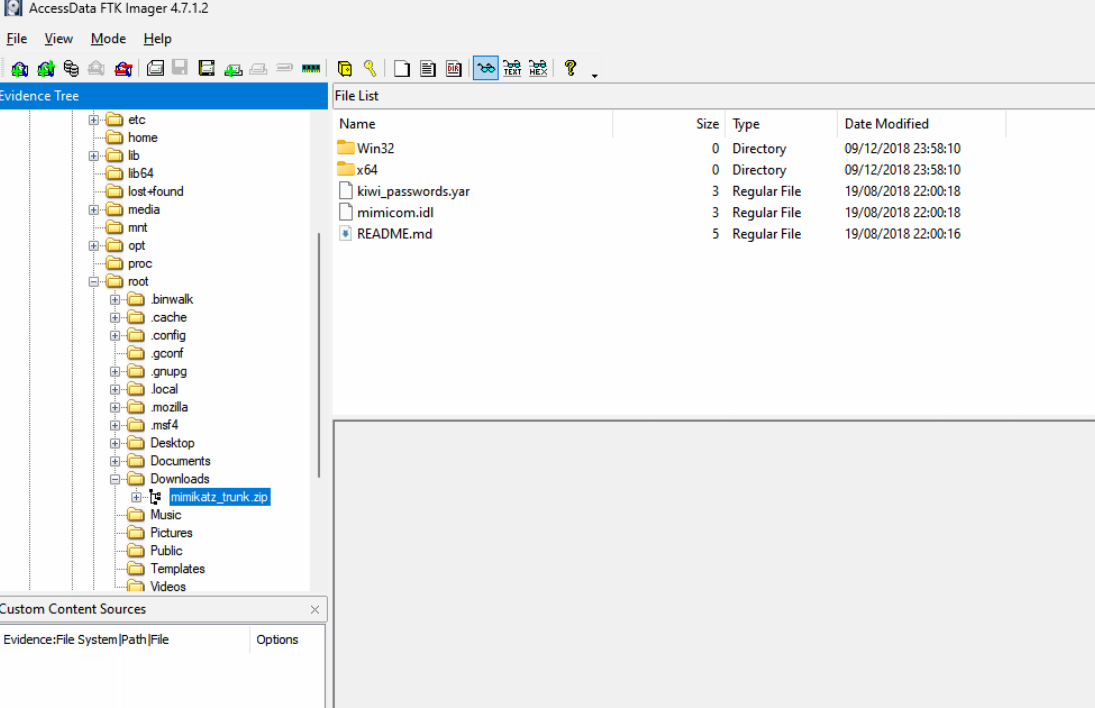 AccessData FTK Imager 4.7.1.2
File View Mode Help
TEXT HEX
Evidence Tree
etc
home
lib
lib64
lost+found
media
mnt
opt
proc
root
.binwalk
.cache
.config
.gconf
.gnupg
.local
.mozilla
.msf4
Desktop
Documents
Downloads
mimikatz_trunk.zip
Music
Pictures
Public
Templates
Videos
File List
Name Size Type Date Modified
Win32 0 Directory 09/12/2018 23:58:10
x64 0 Directory 09/12/2018 23:58:10
kiwi_passwords.yar 3 Regular File 19/08/2018 22:00:18
mimicom.idl 3 Regular File 19/08/2018 22:00:18
README.md 5 Regular File 19/08/2018 22:00:16
Custom Content Sources
Evidence:File System|Path|File Options